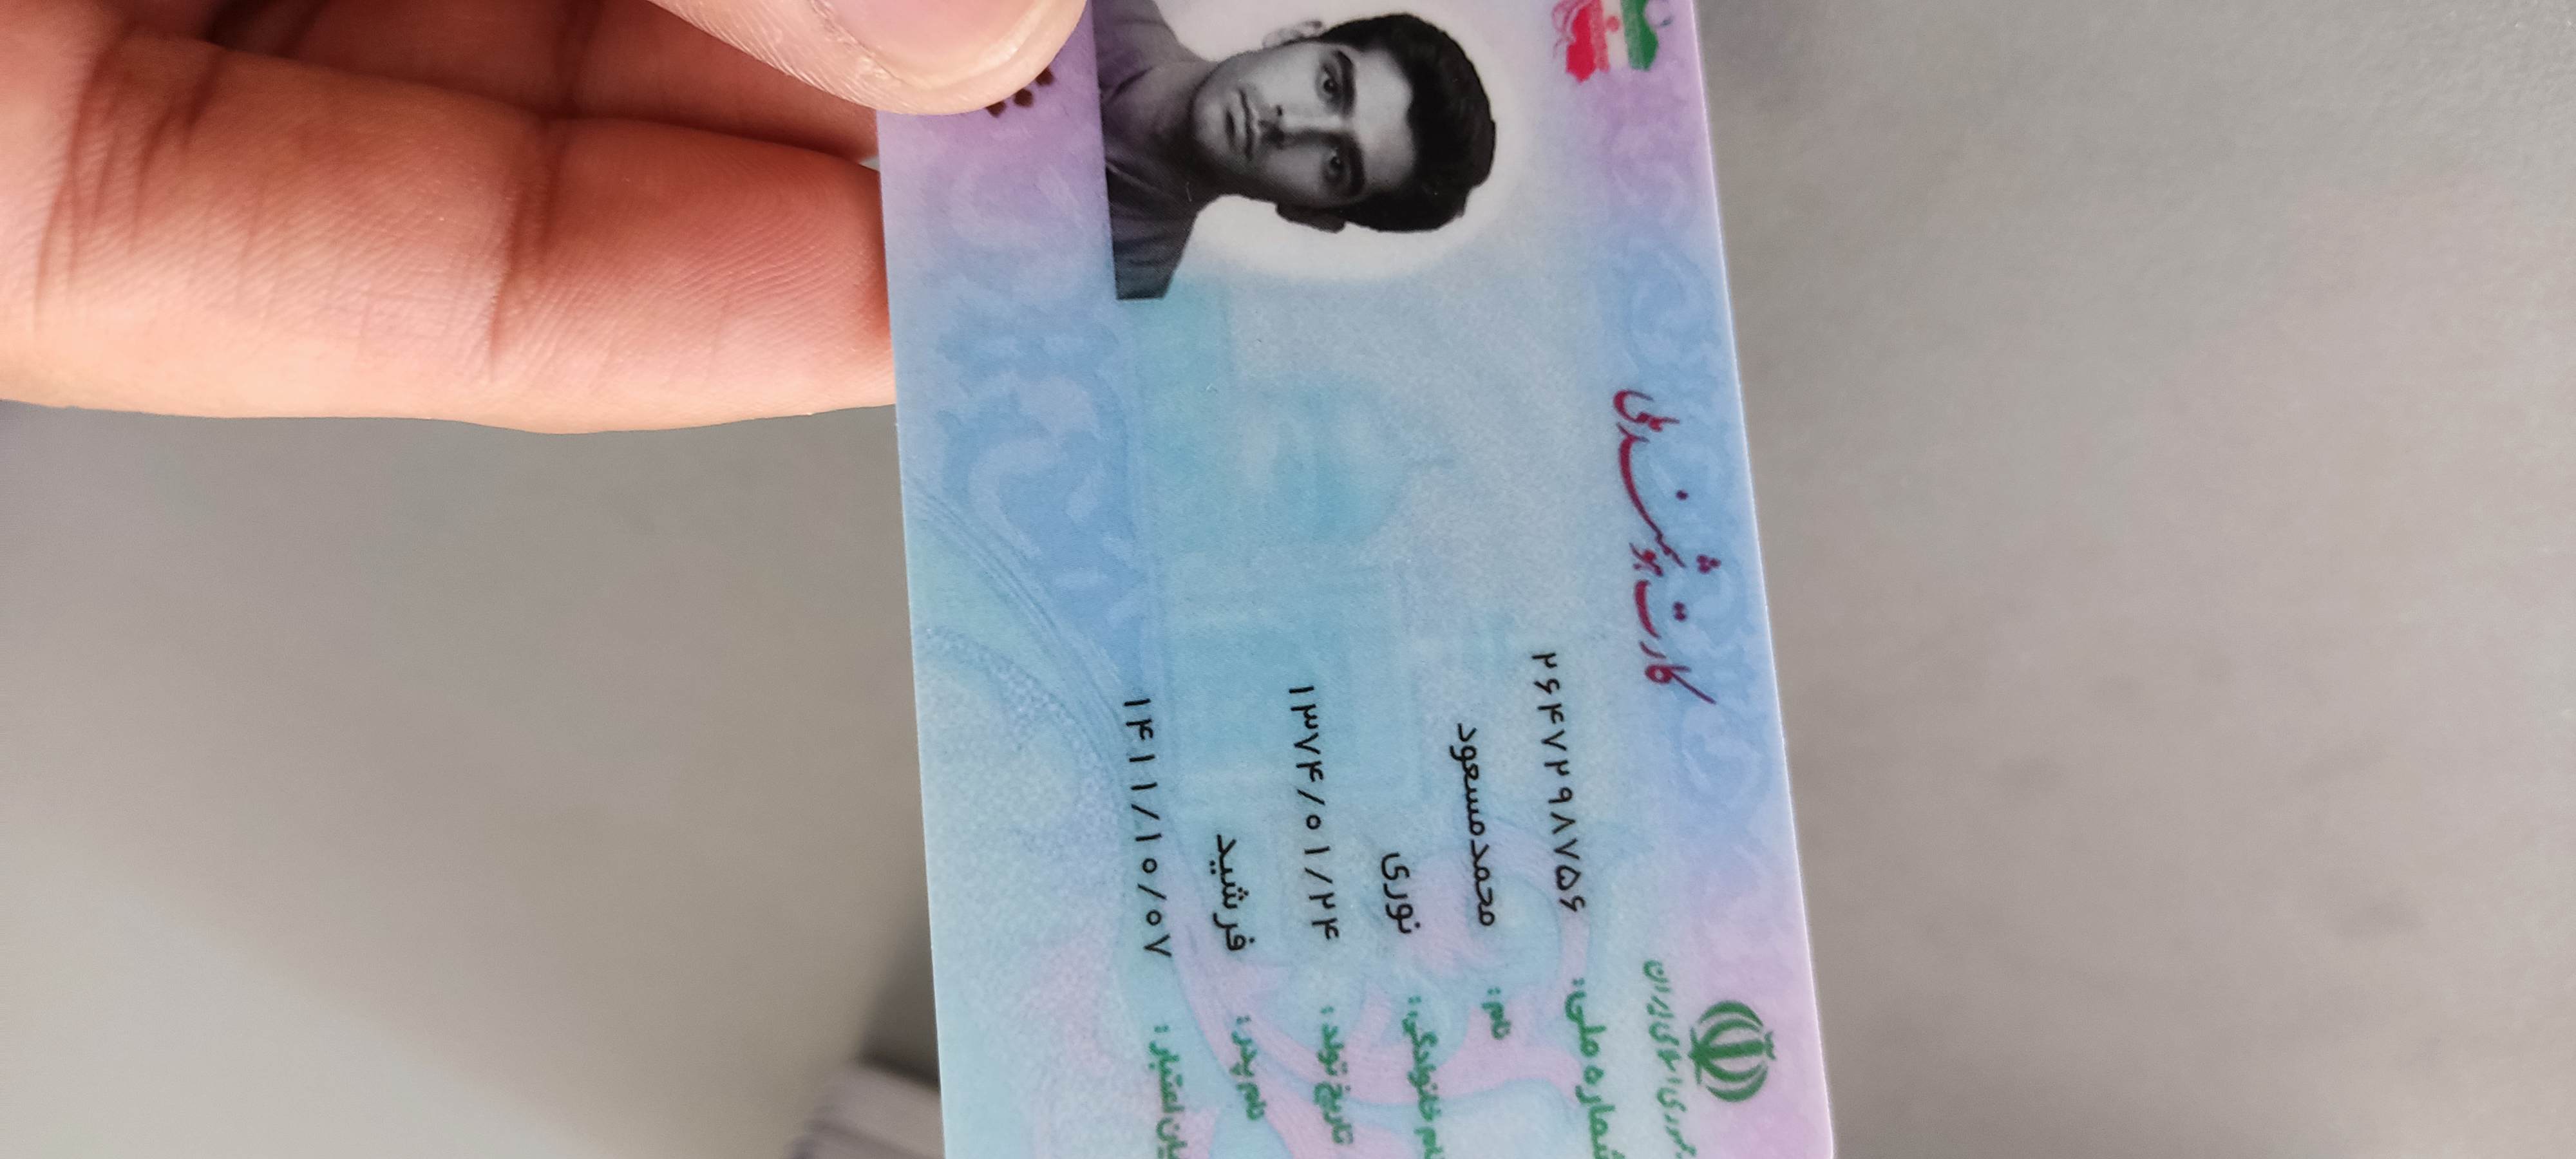 جمهوری اسلامی ایران
کارت هوشمند ملی
شماره ملی: ۲۶۴۷۲۹۸۷۵۶
نام: محمدمسعود
نام خانوادگی: نوری
تاریخ تولد: ۱۳۷۴/۰۱/۲۴
نام پدر: فرشید
پایان اعتبار: ۱۴۱۱/۱۰/۰۷